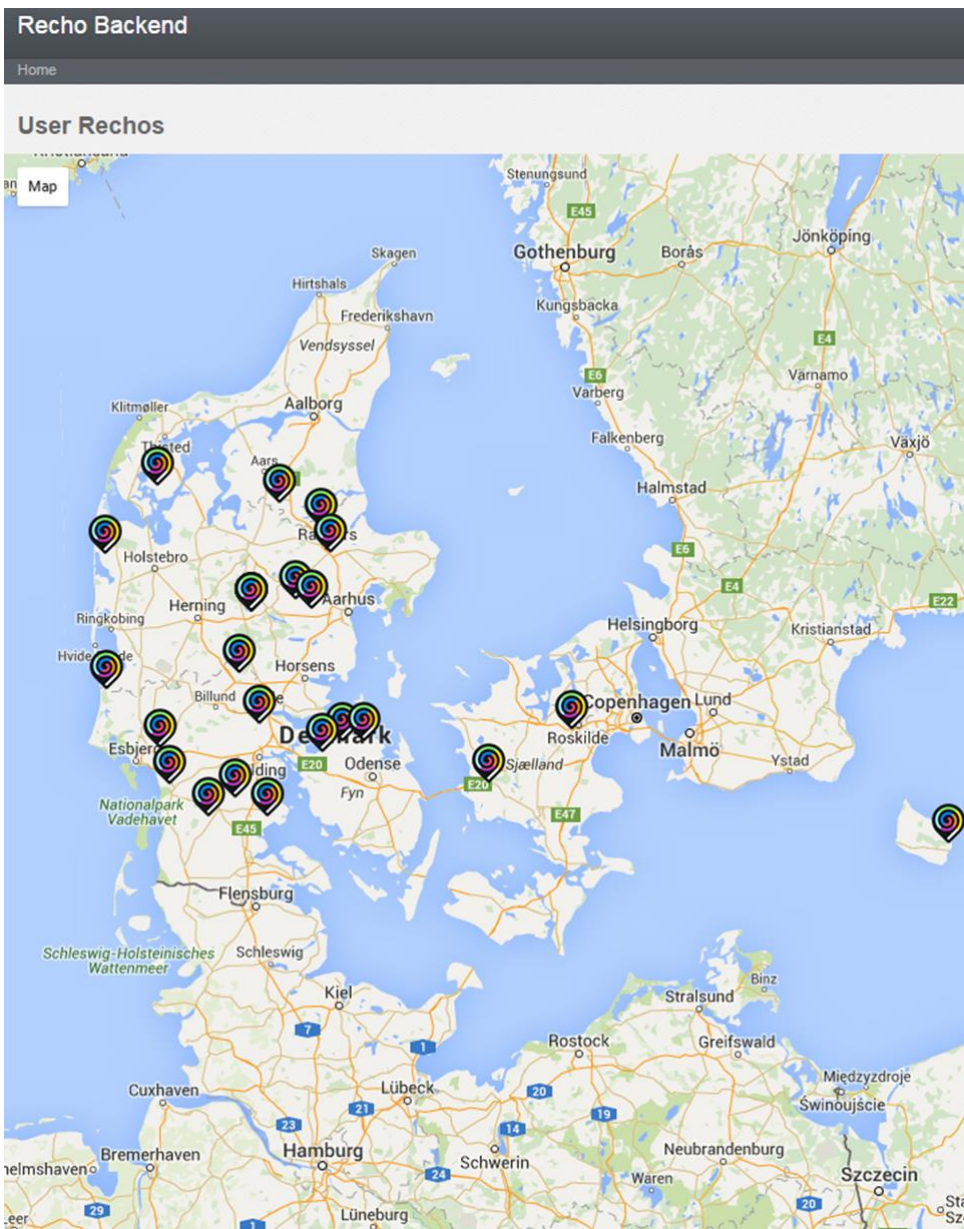 Recho Backend
Home
User Rechos
Map
Stenungsund
E45
Gothenburg
Borås
Jönköping
Skagen
Hirtshals
Frederikshavn
Kungsbacka
Vendsyssel
E4
E6
Värnamo
Varberg
Klitmøller
Aalborg
Falkenberg
Växjö
Aars
Halmstad
E6
Holstebro
E4
Herning
Aarhus
E22
Ringkobing
Helsingborg
Kristianstad
Horsens
Billund
Copenhagen
Lund
Roskilde
Malmö
Esbjerg
E20
Odense
Sjælland
Ystad
Fyn
E20
Nationalpark
Vadehavet
E45
E47
Flensburg
Schleswig-Holsteinisches
Wattenmeer
Schleswig
Kiel
Binz
Stralsund
7
1
Rostock
Greifswald
Międzyzdroje
Cuxhaven
Lübeck
20
Świnoujście
21
19
23
14
Bremerhaven
Hamburg
Schwerin
Neubrandenburg
24
Waren
Szczecin
29
20
1
Lüneburg